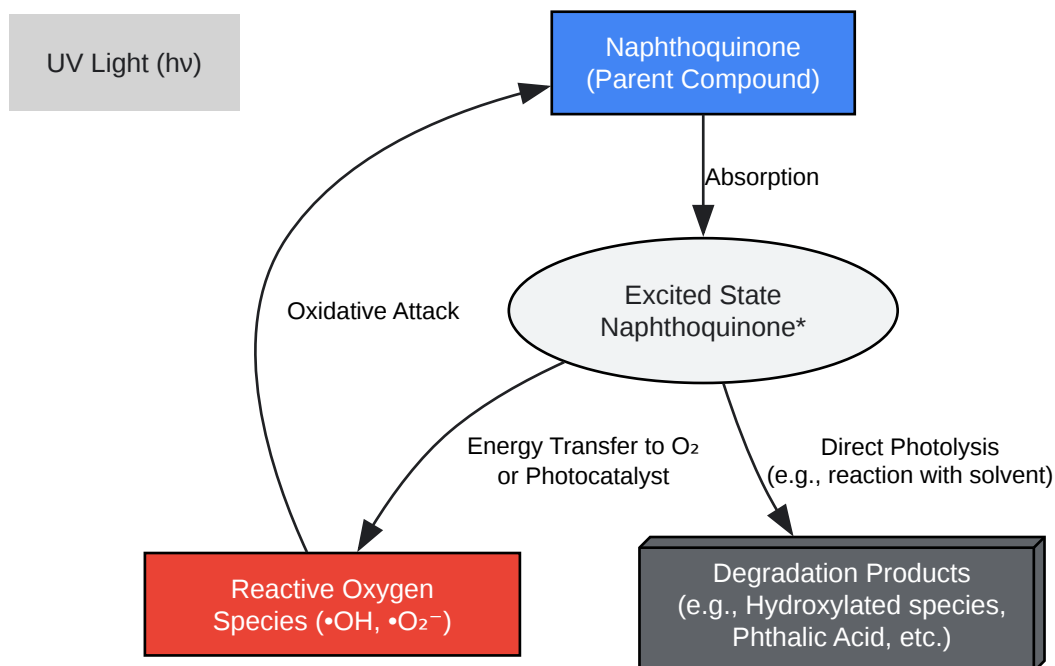 UV Light (hν)
Naphthoquinone
(Parent Compound)
Absorption
Excited State
Naphthoquinone*
Oxidative Attack
Energy Transfer to O₂
or Photocatalyst
Direct Photolysis
(e.g., reaction with solvent)
Reactive Oxygen
Species (•OH, •O₂⁻)
Degradation Products
(e.g., Hydroxylated species,
Phthalic Acid, etc.)